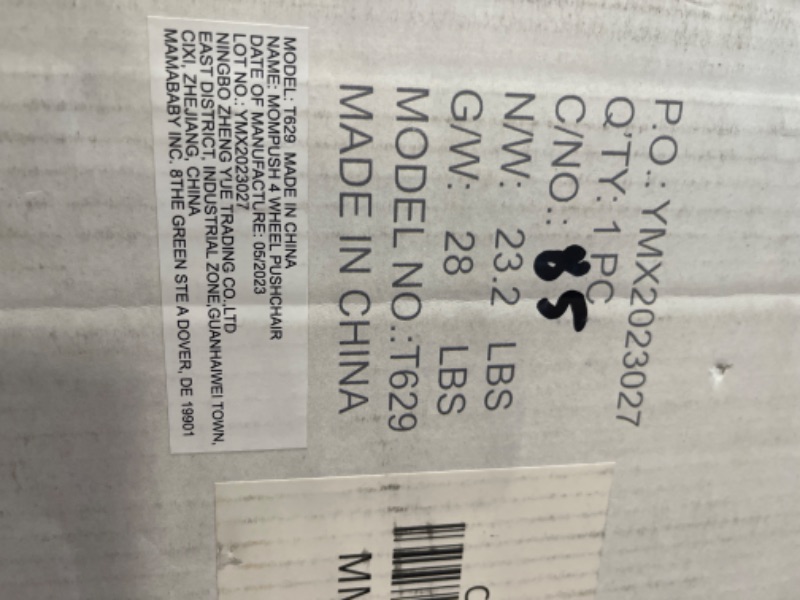 P.O.: YMX2023027
Q'TY: 1 PC
C/NO.: 85
N/W: 23.2 LBS
G/W: 28 LBS
MODEL NO.:T629
MADE IN CHINA
MODEL: T629 MADE IN CHINA
NAME: MOMPUSH 4 WHEEL PUSHCHAIR
DATE OF MANUFACTURE: 05/2023
LOT NO.: YMX2023027
NINGBO ZHENG YUE TRADING CO.,LTD
EAST DISTRICT, INDUSTRIAL ZONE,GUANHAIWEI TOWN,
CIXI, ZHEJIANG, CHINA
MAMABABY INC. 8THE GREEN STE A DOVER, DE 19901